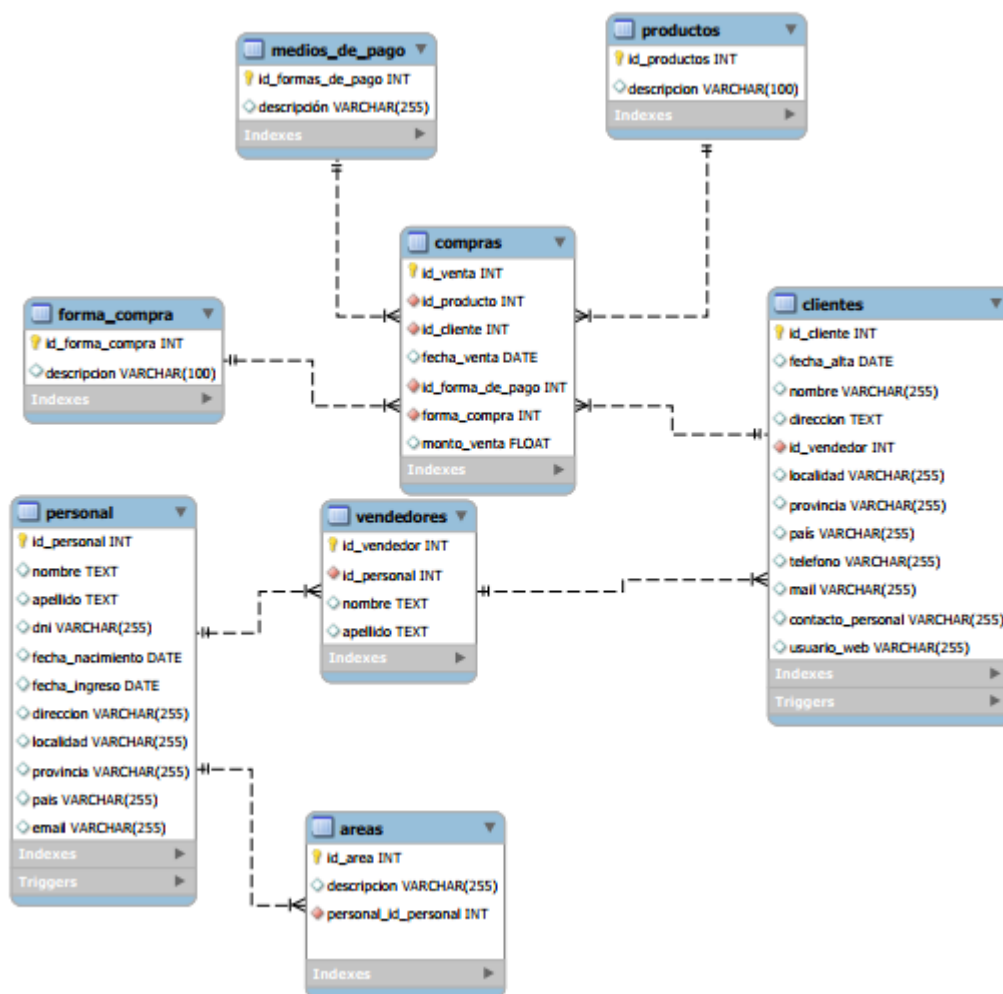 medios_de_pago
id_formas_de_pago INT
descripción VARCHAR(255)
Indexes
productos
id_productos INT
descripcion VARCHAR(100)
Indexes
compras
id_venta INT
id_producto INT
id_cliente INT
fecha_venta DATE
id_forma_de_pago INT
forma_compra INT
monto_venta FLOAT
Indexes
forma_compra
id_forma_compra INT
descripcion VARCHAR(100)
Indexes
clientes
id_cliente INT
fecha_alta DATE
nombre VARCHAR(255)
direccion TEXT
id_vendedor INT
localidad VARCHAR(255)
provincia VARCHAR(255)
país VARCHAR(255)
telefono VARCHAR(255)
mail VARCHAR(255)
contacto_personal VARCHAR(255)
usuario_web VARCHAR(255)
Indexes
Triggers
personal
id_personal INT
nombre TEXT
apellido TEXT
dni VARCHAR(255)
fecha_nacimiento DATE
fecha_ingreso DATE
direccion VARCHAR(255)
localidad VARCHAR(255)
provincia VARCHAR(255)
pais VARCHAR(255)
email VARCHAR(255)
Indexes
Triggers
vendedores
id_vendedor INT
id_personal INT
nombre TEXT
apellido TEXT
Indexes
areas
id_area INT
descripcion VARCHAR(255)
personal_id_personal INT
Indexes